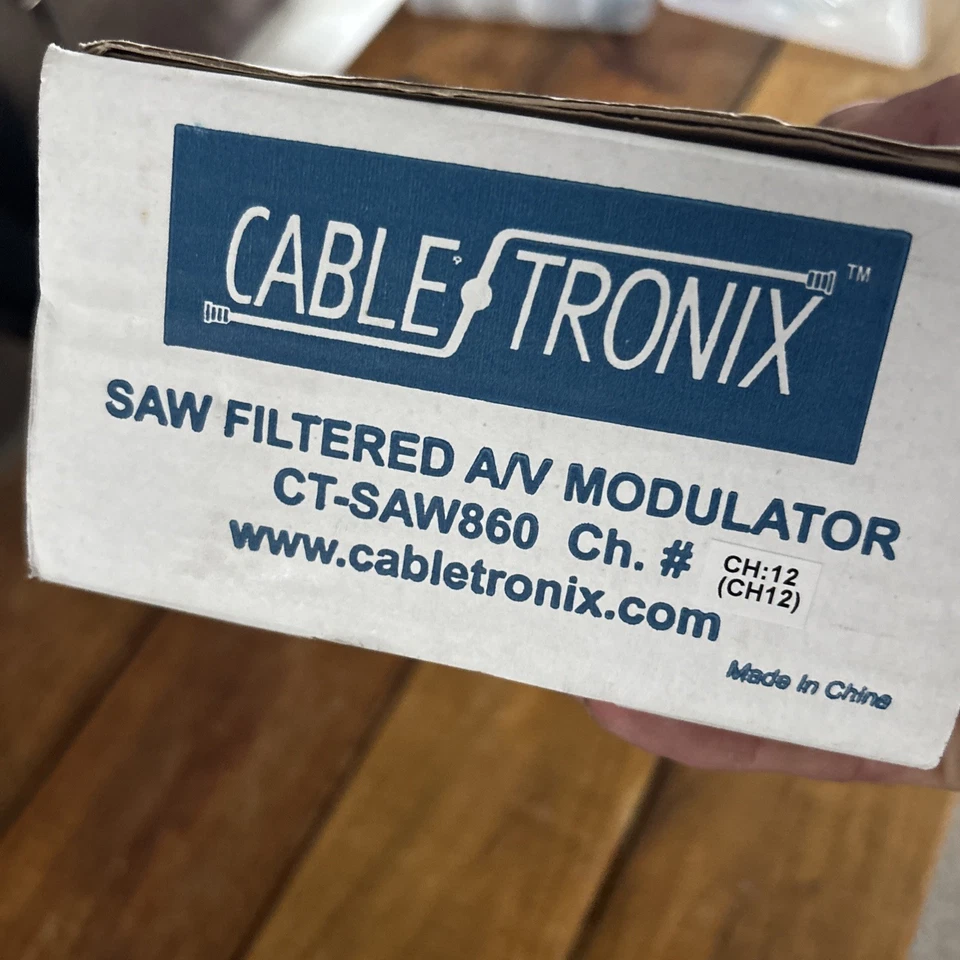 CABLE TRONIX ™
SAW FILTERED A/V MODULATOR
CT-SAW860 Ch. # CH:12
(CH12)
www.cabletronix.com
Made In China